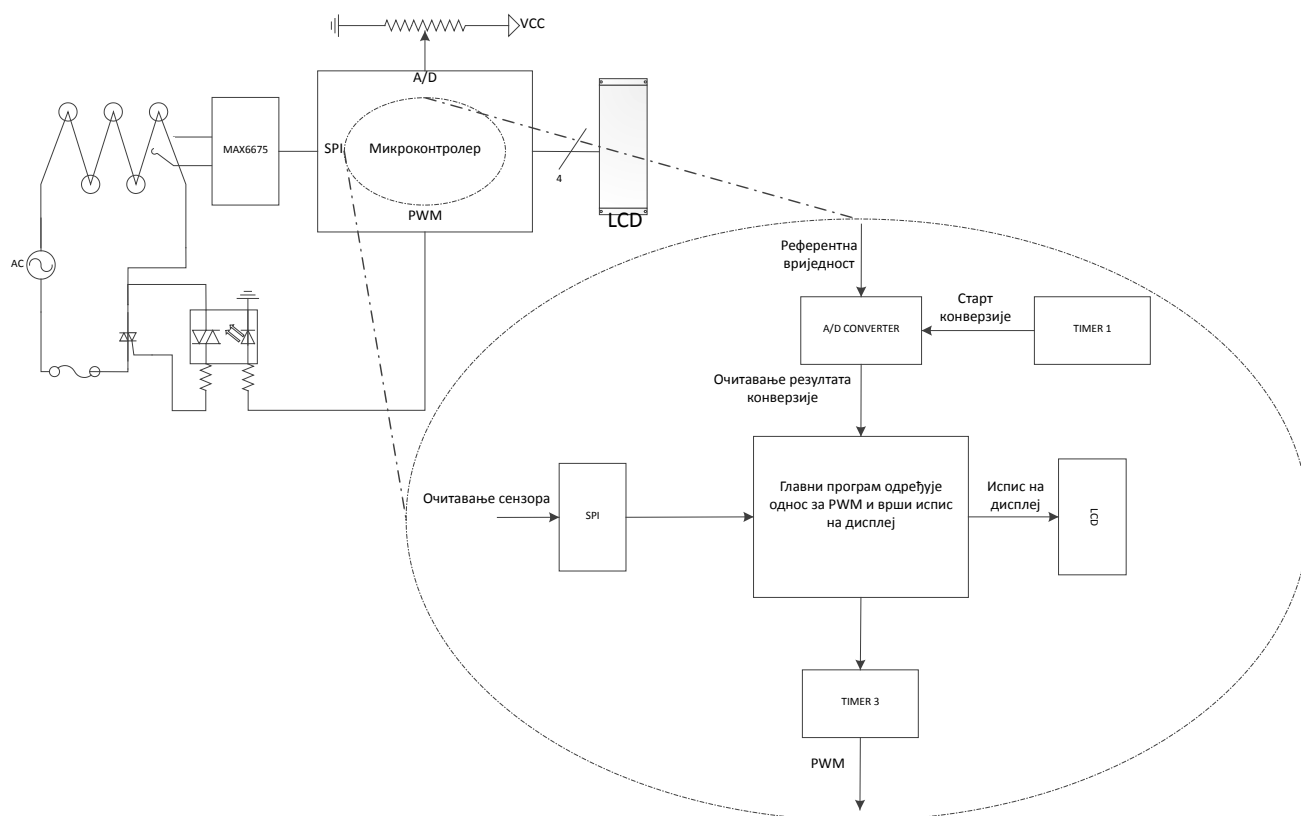 VCC
A/D
MAX6675
SPI
Микроконтролер
4
PWM
LCD
AC
Референтна
вриједност
Старт
конверзије
A/D CONVERTER
TIMER 1
Очитавање резултата
конверзије
Главни програм одређује
однос за PWM и врши испис
на дисплеј
Испис на
дисплеј
Очитавање сензора
SPI
LCD
TIMER 3
PWM